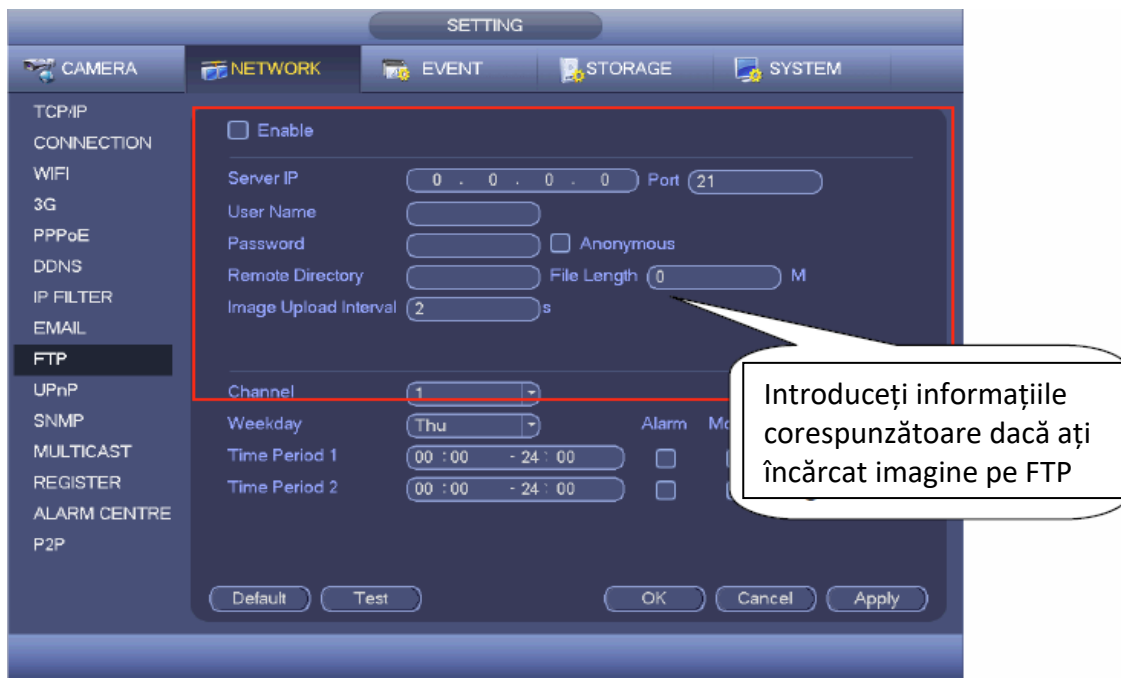 SETTING
CAMERA NETWORK EVENT STORAGE SYSTEM
TCP/IP
CONNECTION
WIFI
3G
PPPoE
DDNS
IP FILTER
EMAIL
FTP
UPnP
SNMP
MULTICAST
REGISTER
ALARM CENTRE
P2P
Enable
Server IP 0 . 0 . 0 . 0 Port 21
User Name
Password Anonymous
Remote Directory File Length 0 M
Image Upload Interval 2 s
Channel 1
Weekday Thu Alarm
Time Period 1 00 : 00 - 24 : 00
Time Period 2 00 : 00 - 24 : 00
Introduceți informațiile
corespunzătoare dacă ați
încărcat imagine pe FTP
Default Test OK Cancel Apply